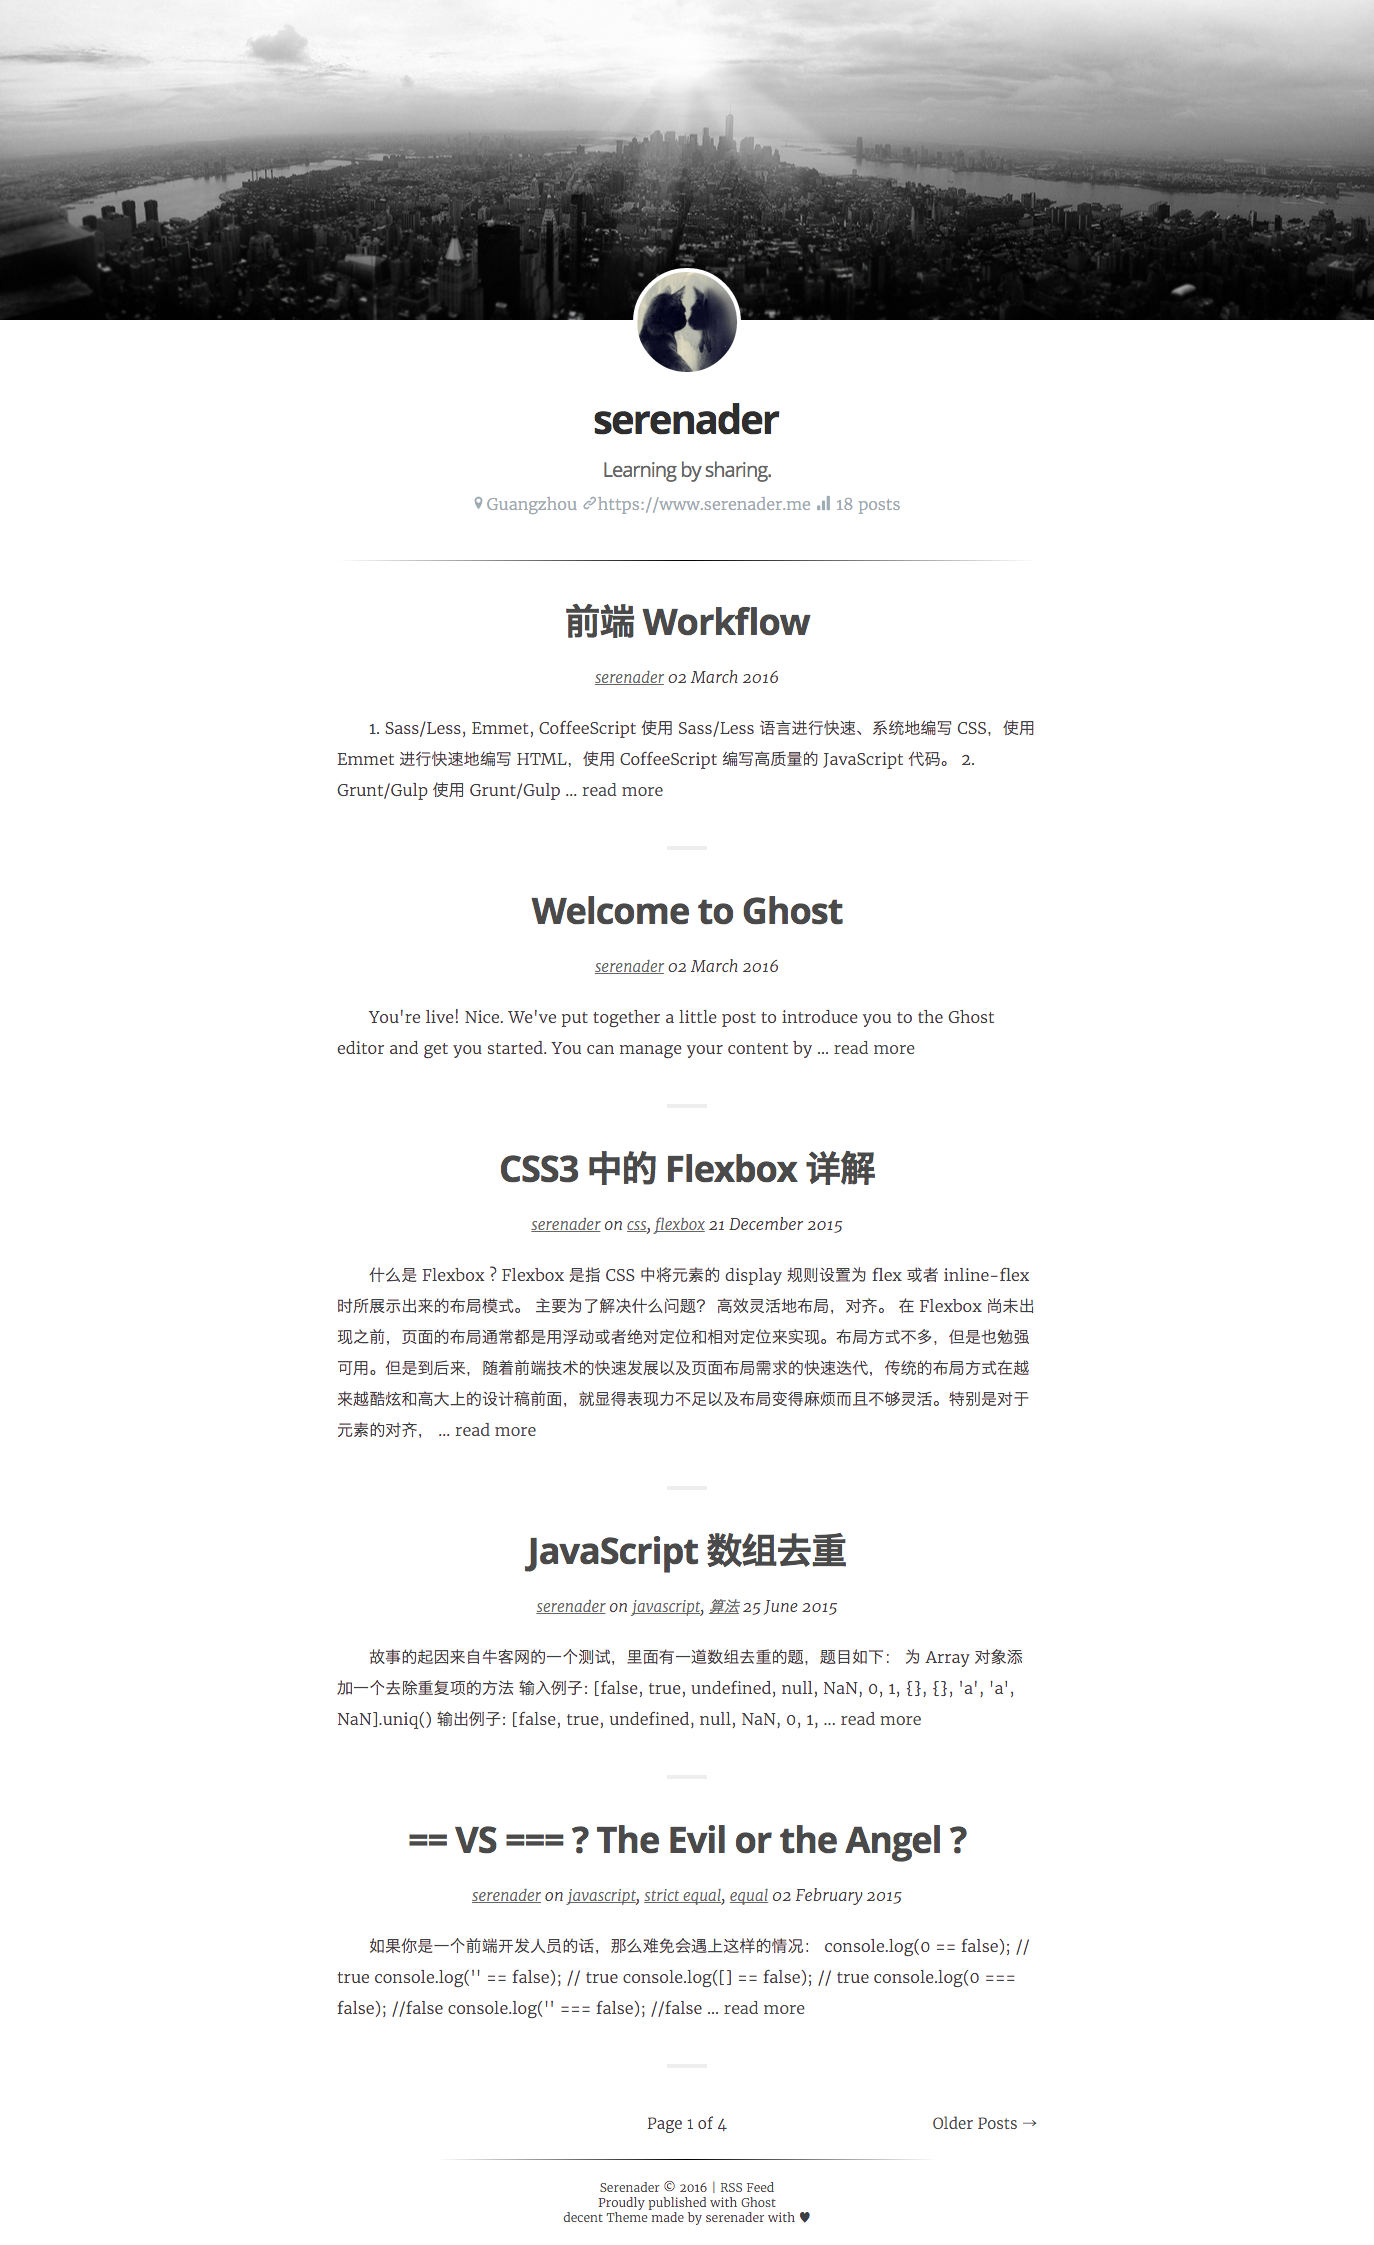 serenader
Learning by sharing.
Guangzhou https://www.serenader.me 18 posts
前端 Workflow
serenader 02 March 2016
1. Sass/Less, Emmet, CoffeeScript 使用 Sass/Less 语言进行快速、系统地编写 CSS，使用
Emmet 进行快速地编写 HTML，使用 CoffeeScript 编写高质量的 JavaScript 代码。 2.
Grunt/Gulp 使用 Grunt/Gulp ... read more
Welcome to Ghost
serenader 02 March 2016
You're live! Nice. We've put together a little post to introduce you to the Ghost
editor and get you started. You can manage your content by ... read more
CSS3 中的 Flexbox 详解
serenader on css, flexbox 21 December 2015
什么是 Flexbox ? Flexbox 是指 CSS 中将元素的 display 规则设置为 flex 或者 inline-flex
时所展示出来的布局模式。 主要为了解决什么问题？ 高效灵活地布局，对齐。 在 Flexbox 尚未出
现之前，页面的布局通常都是用浮动或者绝对定位和相对定位来实现。布局方式不多，但是也勉强
可用。但是到后来，随着前端技术的快速发展以及页面布局需求的快速迭代，传统的布局方式在越
来越酷炫和高大上的设计稿前面，就显得表现力不足以及布局变得麻烦而且不够灵活。特别是对于
元素的对齐， ... read more
JavaScript 数组去重
serenader on javascript, 算法 25 June 2015
故事的起因来自牛客网的一个测试，里面有一道数组去重的题，题目如下： 为 Array 对象添
加一个去除重复项的方法 输入例子: [false, true, undefined, null, NaN, 0, 1, {}, {}, 'a', 'a',
NaN].uniq() 输出例子: [false, true, undefined, null, NaN, 0, 1, ... read more
== VS === ? The Evil or the Angel ?
serenader on javascript, strict equal, equal 02 February 2015
如果你是一个前端开发人员的话，那么难免会遇上这样的情况： console.log(0 == false); //
true console.log('' == false); // true console.log([] == false); // true console.log(0 ===
false); //false console.log('' === false); //false ... read more
Page 1 of 4
Older Posts →
Serenader © 2016 | RSS Feed
Proudly published with Ghost
decent Theme made by serenader with ♥